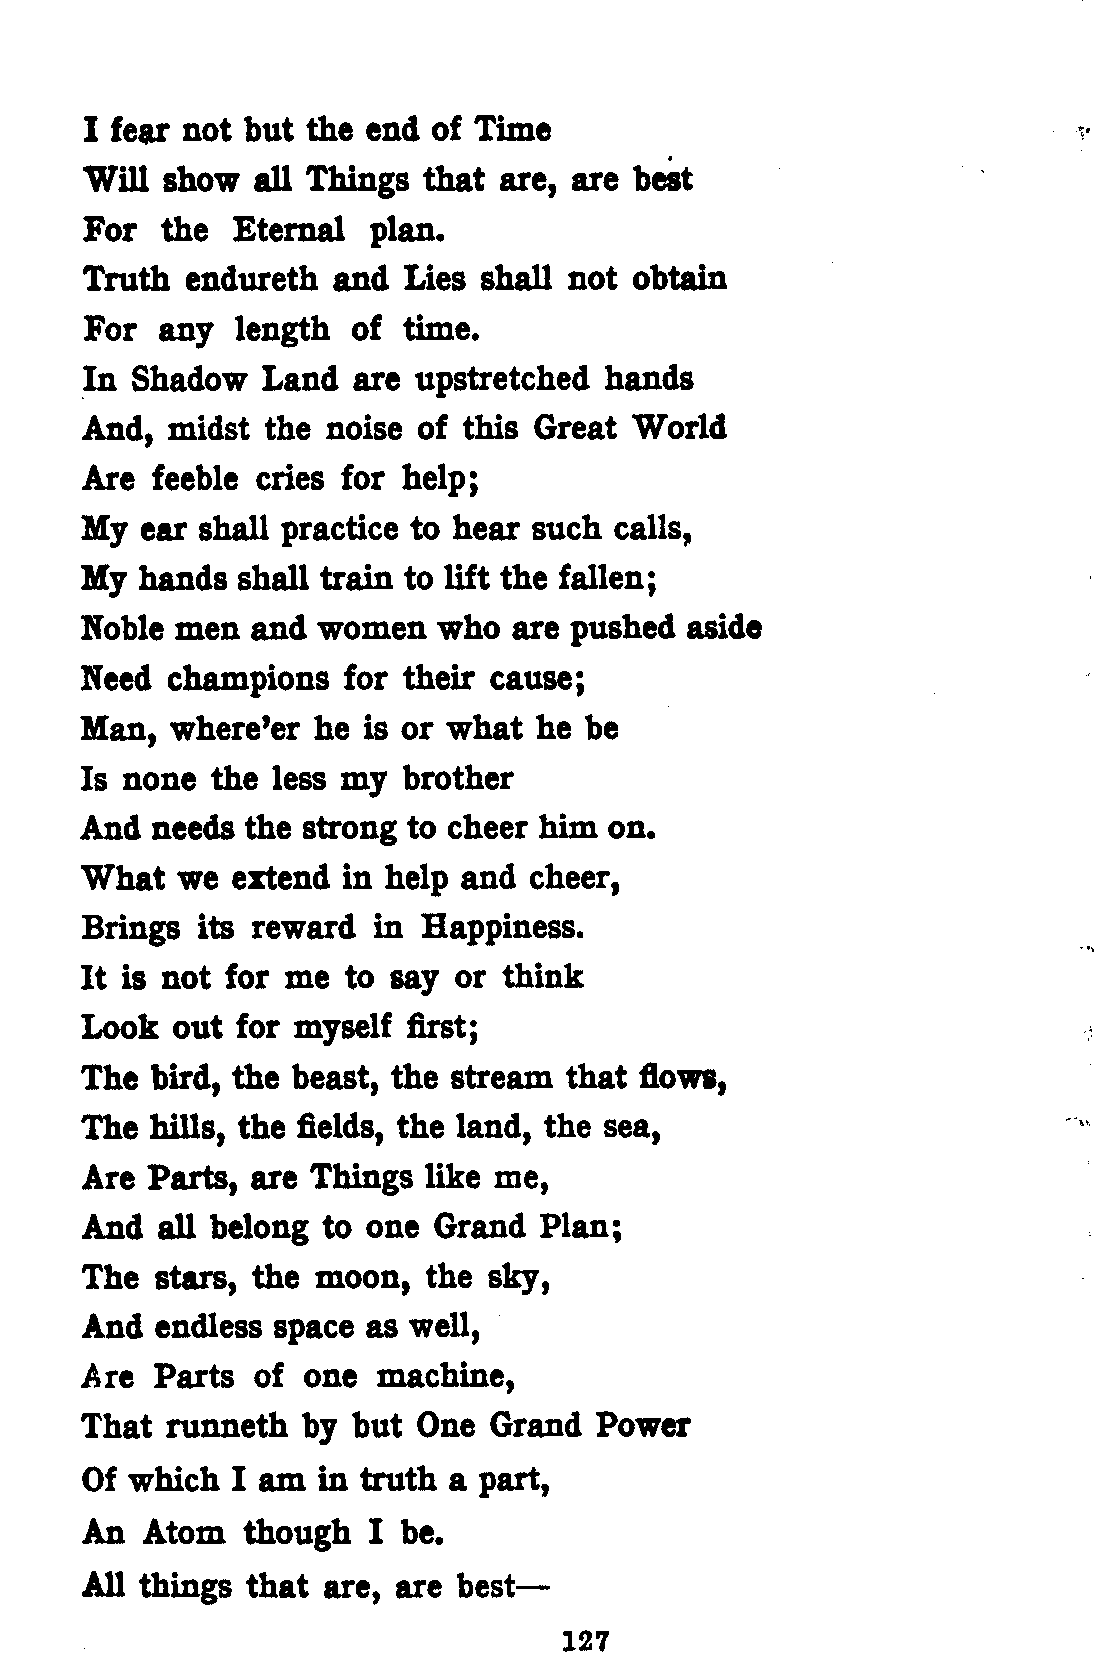 I fear not but the end of Time
Will show all Things that are, are best
For the Eternal plan.
Truth endureth and Lies shall not obtain
For any length of time.
In Shadow Land are upstretched hands
And, midst the noise of this Great World
Are feeble cries for help;
My ear shall practice to hear such calls,
My hands shall train to lift the fallen;
Noble men and women who are pushed aside
Need champions for their cause;
Man, where'er he is or what he be
Is none the less my brother
And needs the strong to cheer him on.
What we extend in help and cheer,
Brings its reward in Happiness.
It is not for me to say or think
Look out for myself first;
The bird, the beast, the stream that flows,
The hills, the fields, the land, the sea,
Are Parts, are Things like me,
And all belong to one Grand Plan;
The stars, the moon, the sky,
And endless space as well,
Are Parts of one machine,
That runneth by but One Grand Power
Of which I am in truth a part,
An Atom though I be.
All things that are, are best—
127